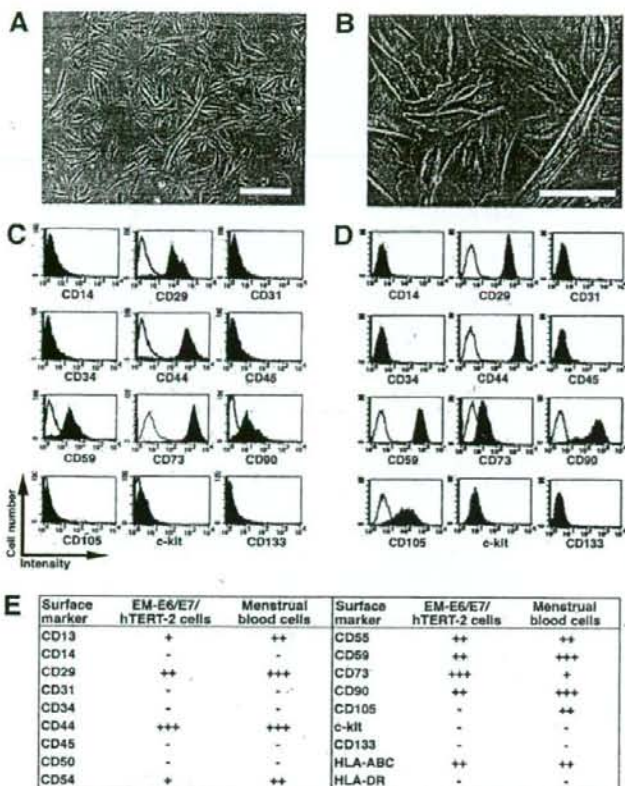 A B
C D
CD14 CD29 CD31 CD14 CD29 CD31
CD34 CD44 CD45 CD34 CD44 CD45
CD59 CD73 CD90 CD59 CD73 CD90
CD105 c-kit CD133 CD105 c-kit CD133
Cell number
Intensity
E
Surface marker EM-E6/E7/hTERT-2 cells Menstrual blood cells Surface marker EM-E6/E7/hTERT-2 cells Menstrual blood cells
CD13 + ++ CD55 ++ ++
CD14 - - CD59 ++ +++
CD29 ++ +++ CD73 +++ +
CD31 - - CD90 ++ +++
CD34 - - CD105 - ++
CD44 +++ +++ c-kit - -
CD45 - - CD133 - -
CD50 - - HLA-ABC ++ ++
CD54 + ++ HLA-DR - -